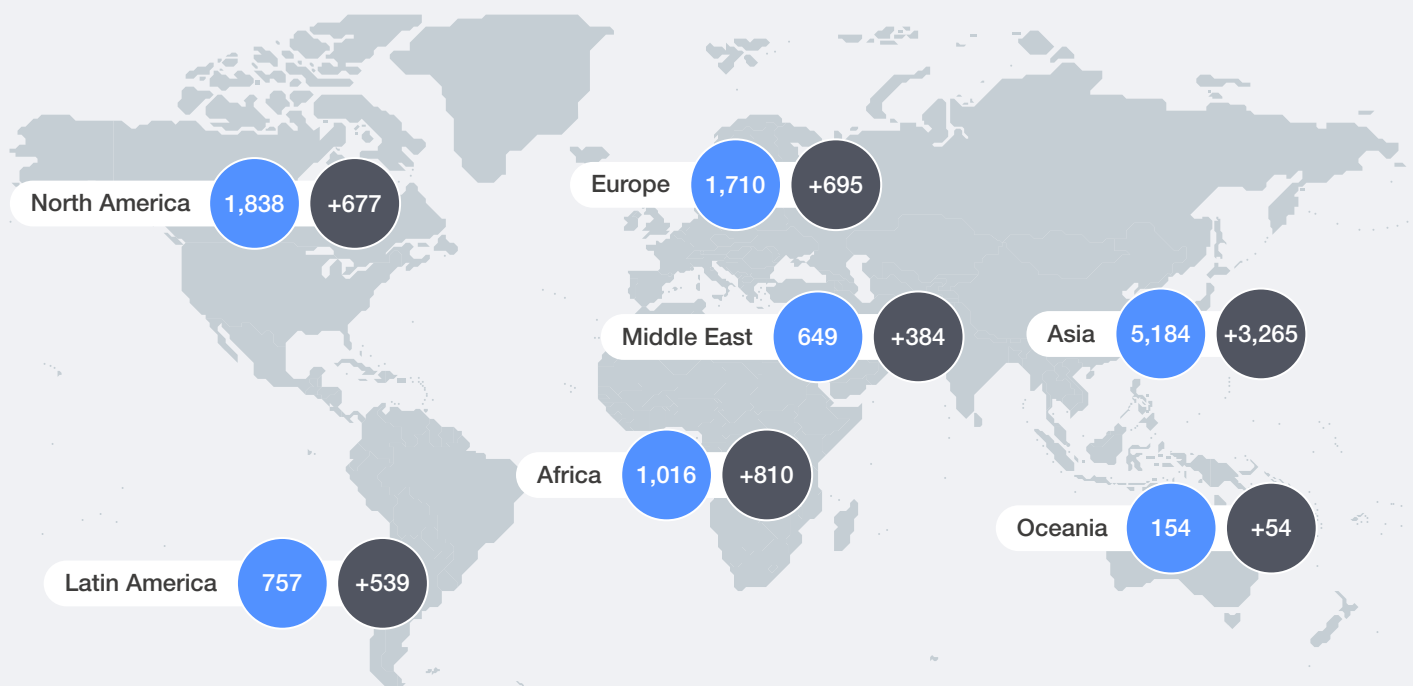 North America 1,838 +677
Europe 1,710 +695
Middle East 649 +384
Asia 5,184 +3,265
Africa 1,016 +810
Oceania 154 +54
Latin America 757 +539